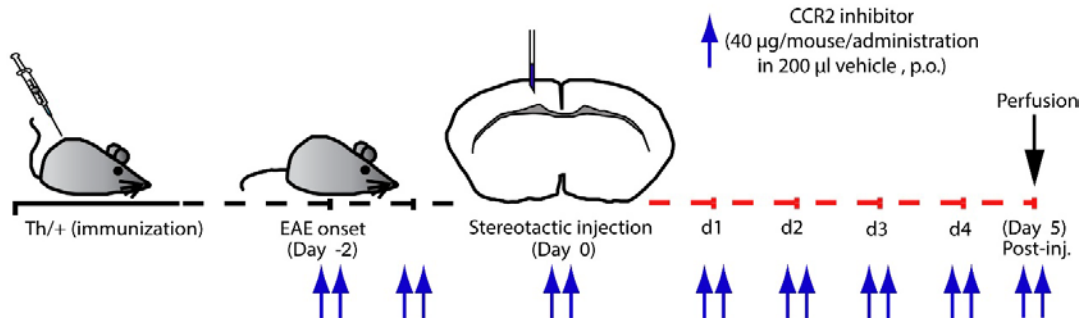 CCR2 inhibitor
(40 µg/mouse/administration
in 200 µl vehicle , p.o.)
Perfusion
Th/+ (immunization)
EAE onset
(Day -2)
Stereotactic injection
(Day 0)
d1
d2
d3
d4
(Day 5)
Post-inj.